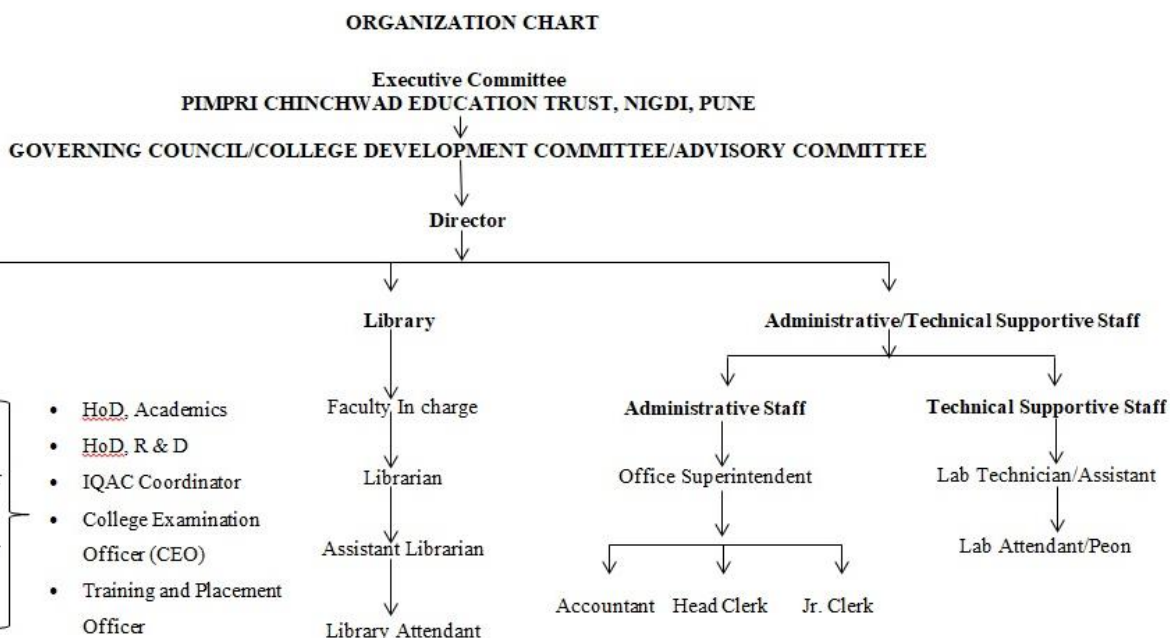 ORGANIZATION CHART
Executive Committee
PIMPRI CHINCHWAD EDUCATION TRUST, NIGDI, PUNE
GOVERNING COUNCIL/COLLEGE DEVELOPMENT COMMITTEE/ADVISORY COMMITTEE
Director
Library
Administrative/Technical Supportive Staff
• HoD, Academics
• HoD, R & D
• IQAC Coordinator
• College Examination
Officer (CEO)
• Training and Placement
Officer
Faculty In charge
Librarian
Assistant Librarian
Library Attendant
Administrative Staff
Office Superintendent
Accountant Head Clerk Jr. Clerk
Technical Supportive Staff
Lab Technician/Assistant
Lab Attendant/Peon